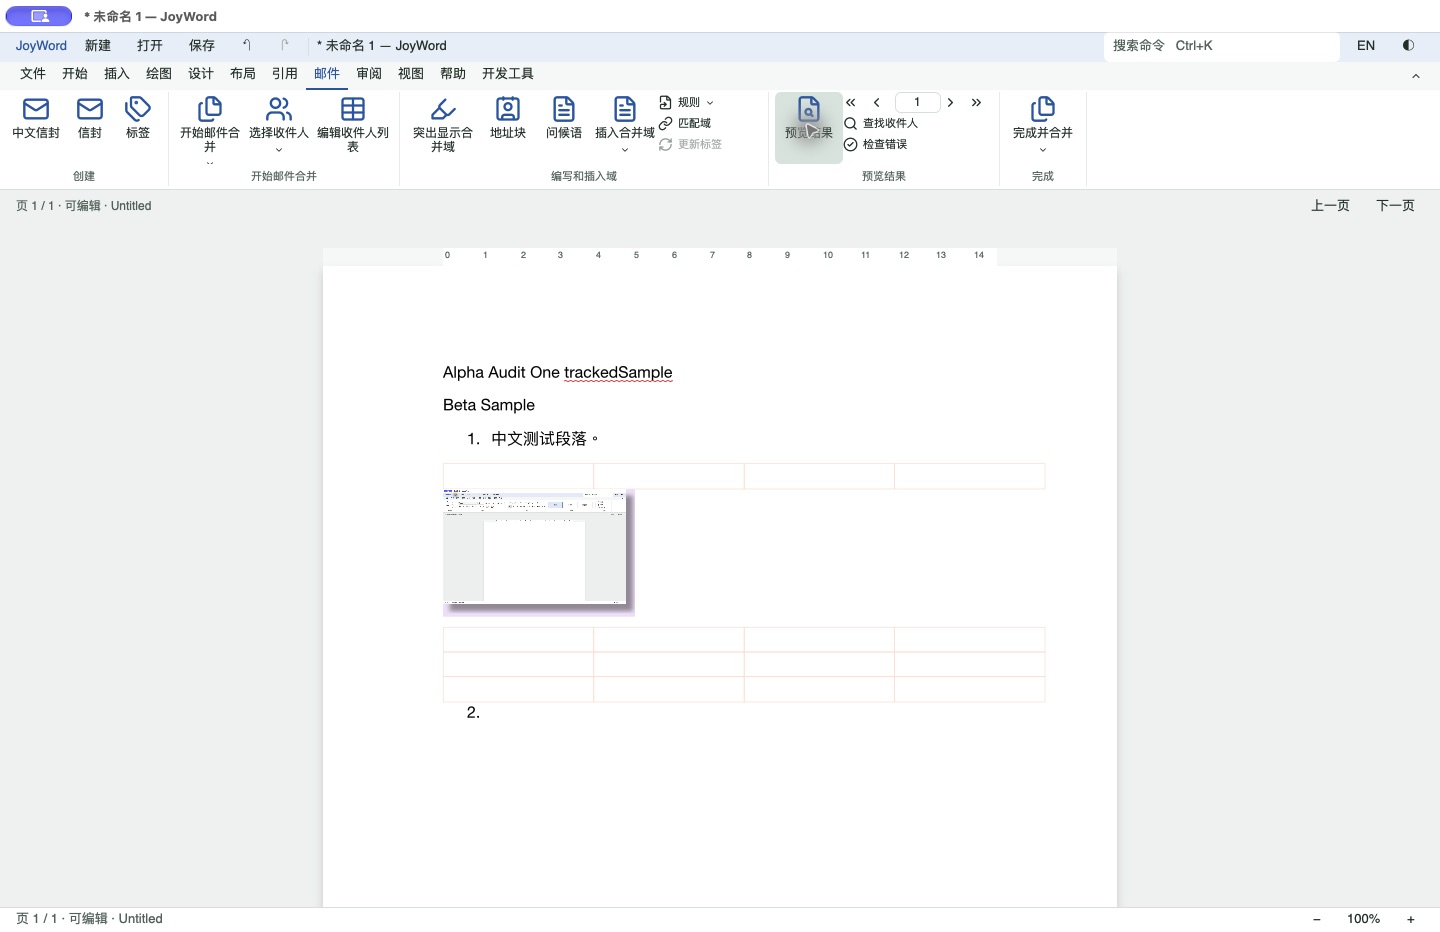 * 未命名 1 — JoyWord
JoyWord 新建 打开 保存 * 未命名 1 — JoyWord 搜索命令 Ctrl+K EN
文件 开始 插入 绘图 设计 布局 引用 邮件 审阅 视图 帮助 开发工具
中文信封 信封 标签 开始邮件合并 选择收件人 编辑收件人列表 突出显示合并域 地址块 问候语 插入合并域 规则 匹配域 更新标签 预览结果 1 查找收件人 检查错误 完成并合并
创建 开始邮件合并 编写和插入域 预览结果 完成
页 1 / 1 · 可编辑 · Untitled 上一页 下一页
0 1 2 3 4 5 6 7 8 9 10 11 12 13 14
Alpha Audit One trackedSample
Beta Sample
1. 中文测试段落。
2.
页 1 / 1 · 可编辑 · Untitled − 100% +